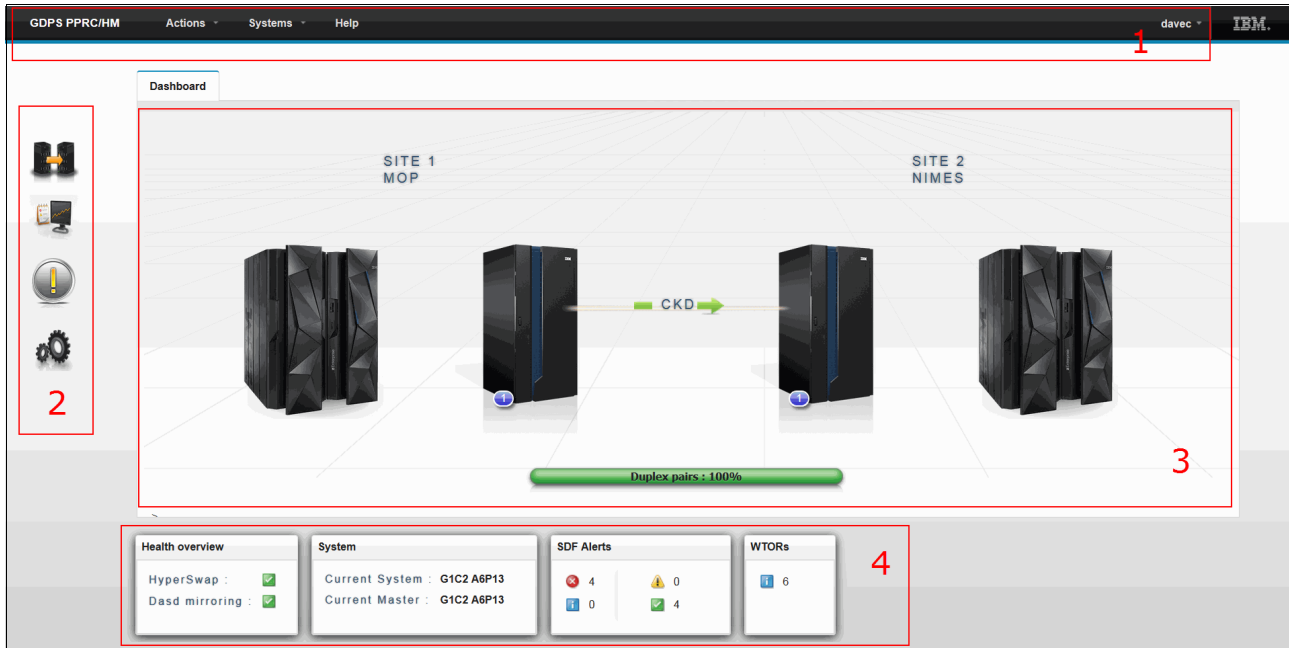 GDPS PPRC/HM Actions Systems Help davec IBM.
1
Dashboard
SITE 1
MOP
SITE 2
NIMES
CKD
1
1
2
3
Duplex pairs : 100%
>
Health overview
HyperSwap :
Dasd mirroring :
System
Current System : G1C2 A6P13
Current Master : G1C2 A6P13
SDF Alerts
4 0
0 4
WTORs
6
4